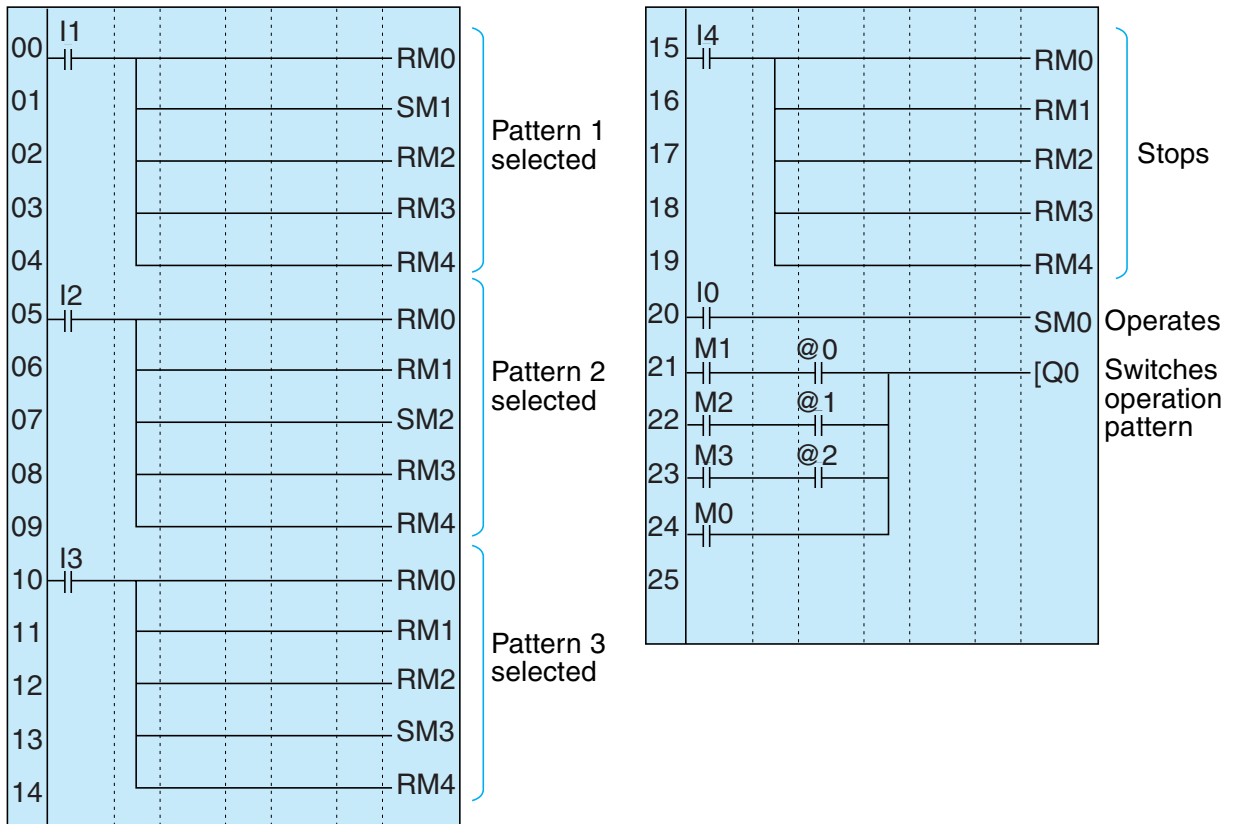 I1
00 RM0
01 SM1
02 RM2
03 RM3
04 RM4
Pattern 1
selected
I2
05 RM0
06 RM1
07 SM2
08 RM3
09 RM4
Pattern 2
selected
I3
10 RM0
11 RM1
12 RM2
13 SM3
14 RM4
Pattern 3
selected
I4
15 RM0
16 RM1
17 RM2
18 RM3
19 RM4
Stops
I0
20 SM0 Operates
M1 @0
21 [Q0
M2 @1
22
M3 @2
23
M0
24
25
Switches
operation
pattern